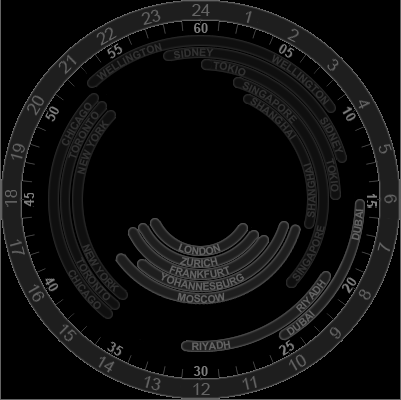 24
1
2
3
4
5
6
7
8
9
10
11
12
13
14
15
16
17
18
19
20
21
22
23
60
05
10
15
20
25
30
35
40
45
50
55
WELLINGTON
WELLINGTON
SiDNEY
SiDNEY
TOKIO
TOKIO
SINGAPORE
SINGAPORE
SHANGHAI
SHANGHAI
CHICAGO
TORONTO
NEW YORK
NEW YORK
TORONTO
CHICAGO
LONDON
ZURICH
FRANKFURT
YOHANNESBURG
MOSCOW
DUBAI
DUBAI
RIYADH
RIYADH